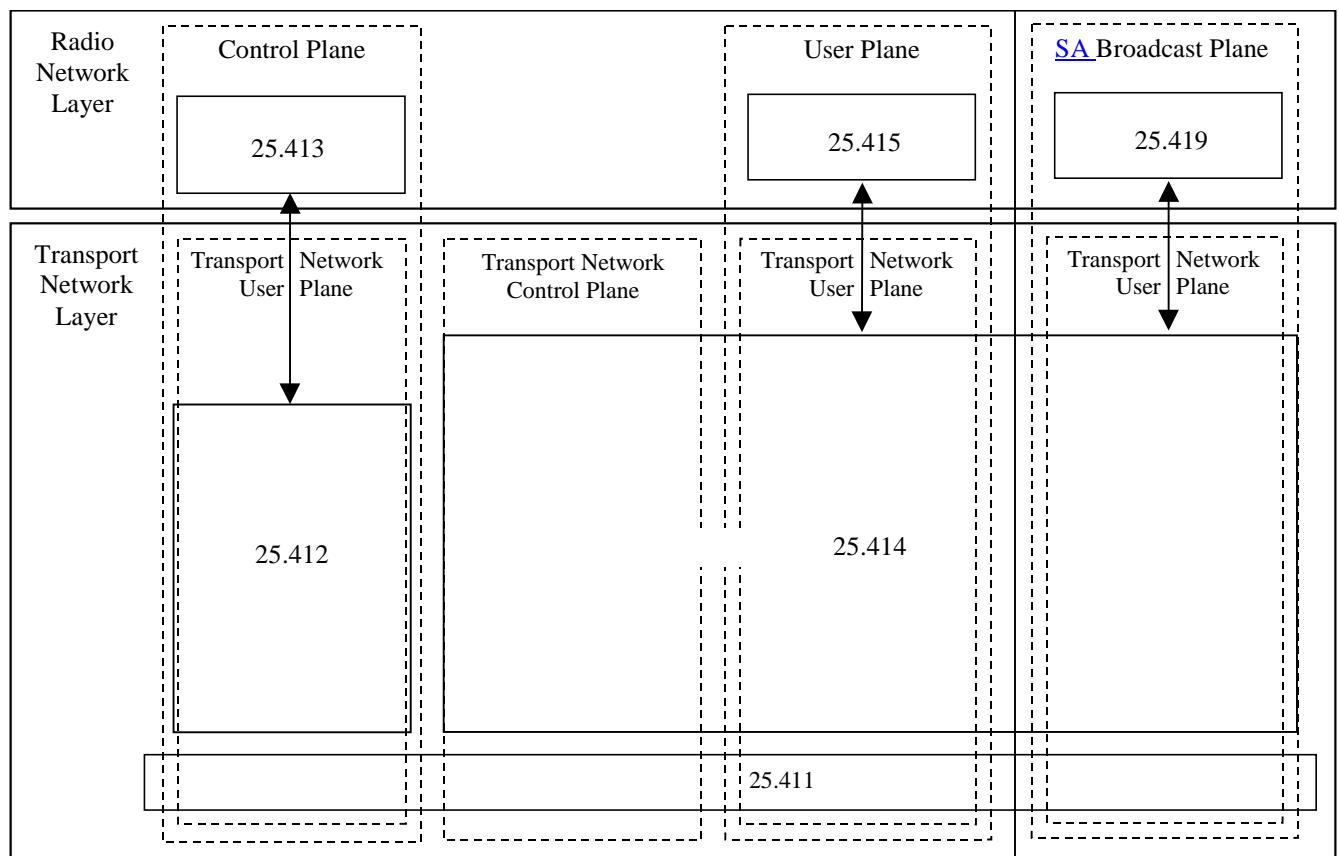 Radio
Network
Layer
Control Plane
User Plane
SA Broadcast Plane
25.413
25.415
25.419
Transport
Network
Layer
Transport Network
User Plane
Transport Network
Control Plane
Transport Network
User Plane
Transport Network
User Plane
25.412
25.414
25.411